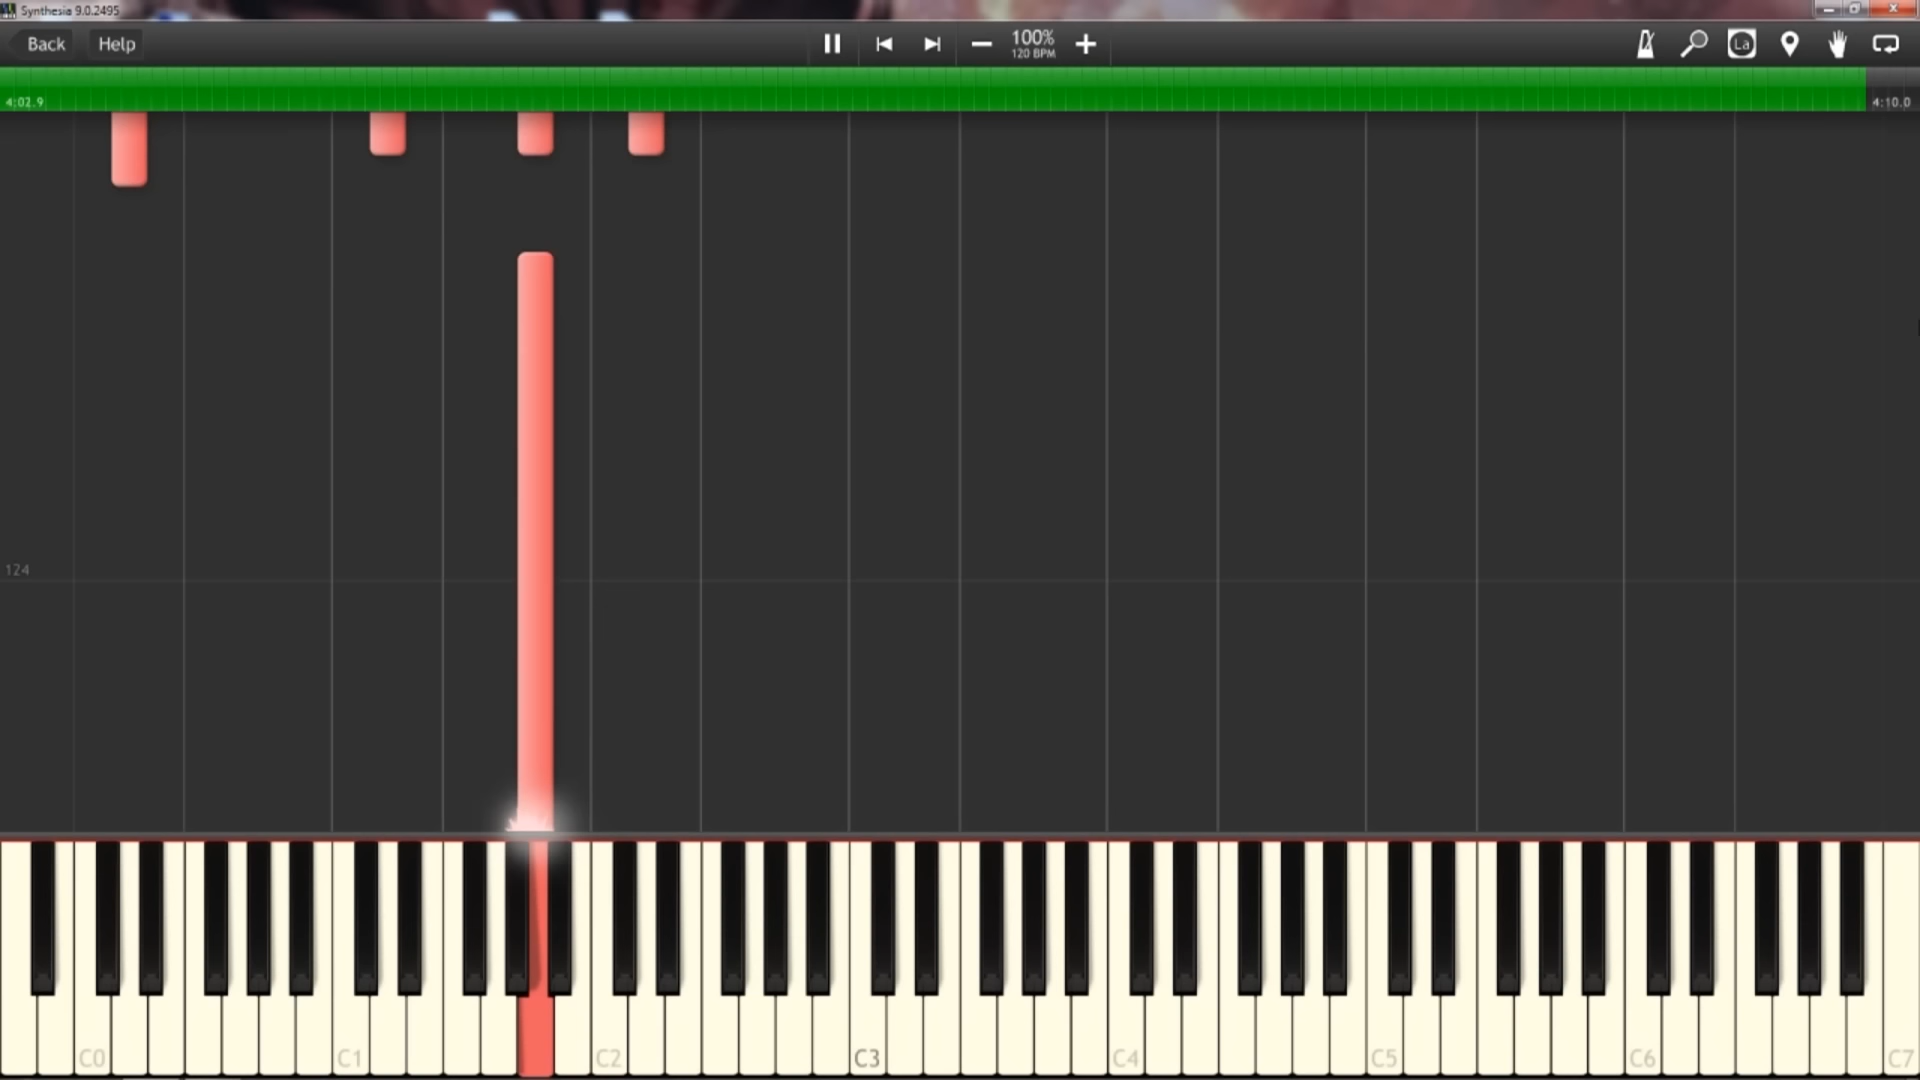 Synthesia 9.0.2495
Back Help 100% La
120 BPM
4:02.9 4:10.0
124
C0 C1 C2 C3 C4 C5 C6 C7